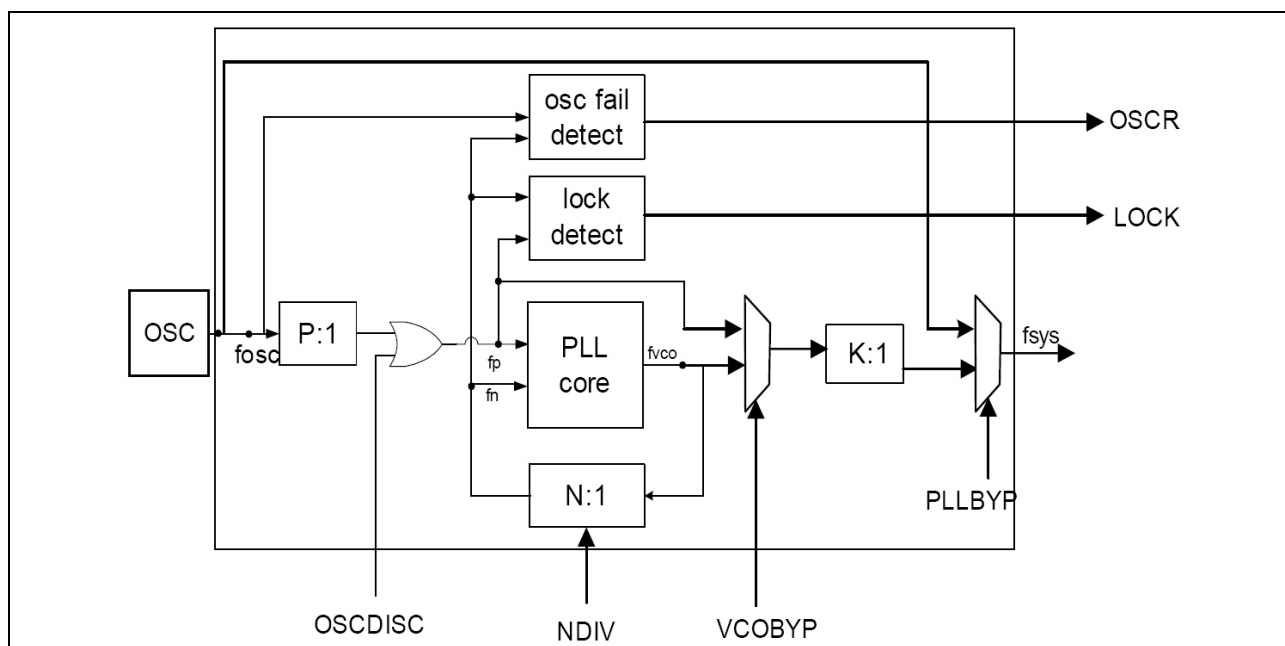 osc fail
detect
OSCR
lock
detect
LOCK
OSC
fosc
P:1
fp
fn
PLL
core
fvco
K:1
fsys
N:1
PLLBYP
OSCDISC
NDIV
VCOBYP